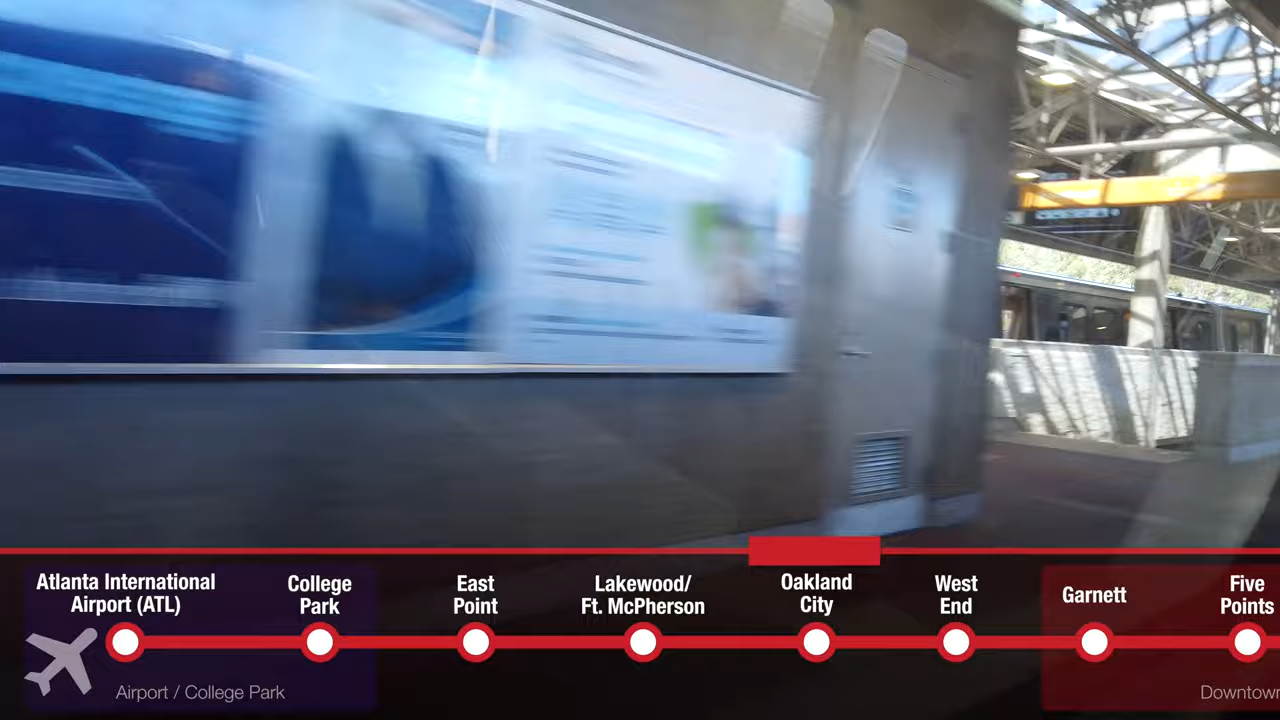 Atlanta International
Airport (ATL)
College
Park
East
Point
Lakewood/
Ft. McPherson
Oakland
City
West
End
Garnett
Five
Points
Airport / College Park
Downtown